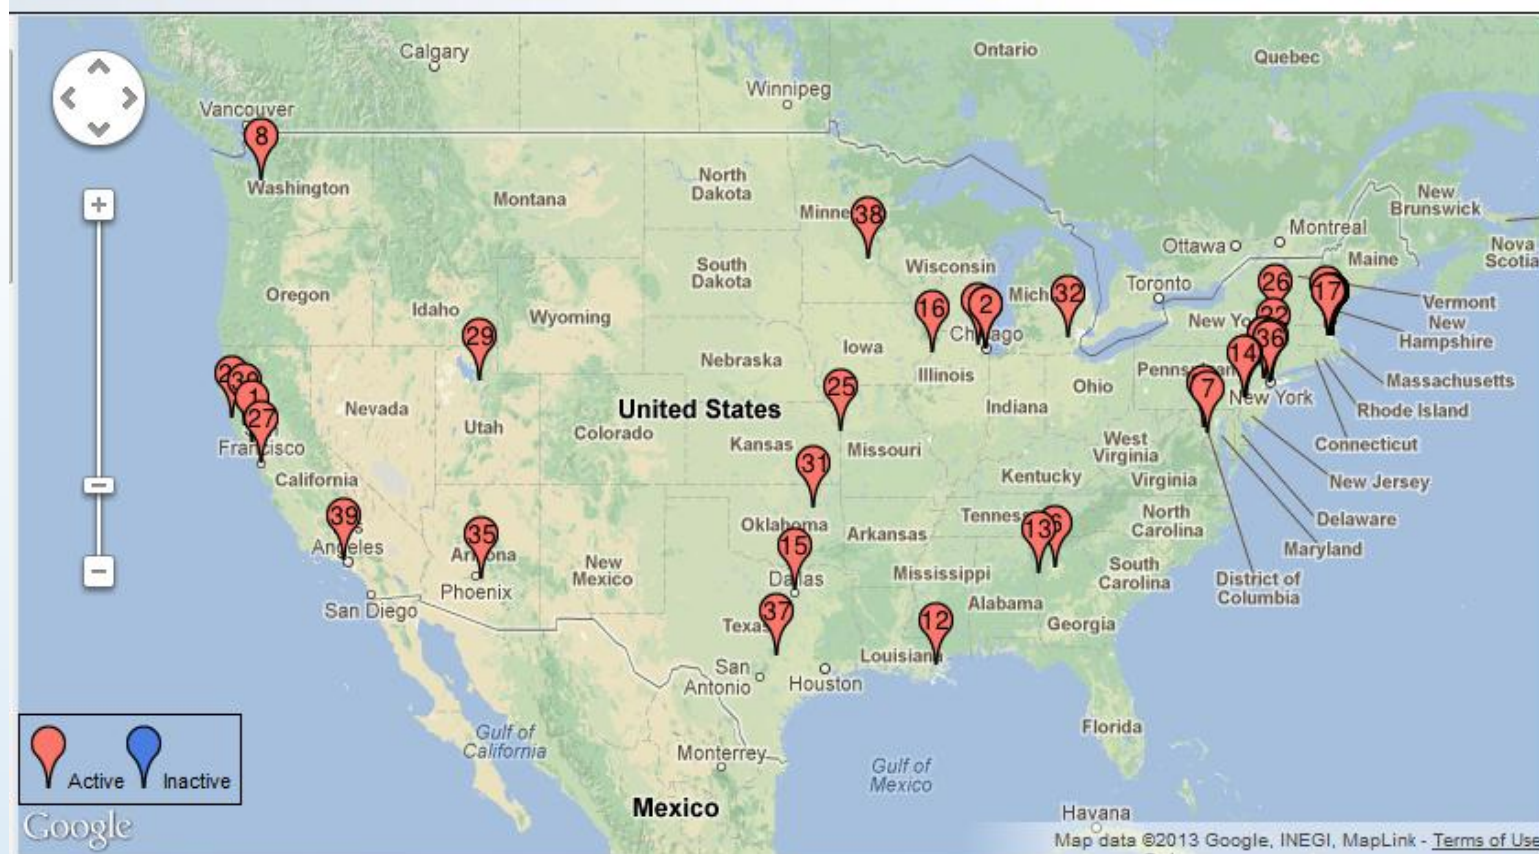 Calgary
Ontario
Quebec
Winnipeg
Vancouver
8
Washington
North
Dakota
Montana
38
New
Brunswick
Montreal
Ottawa
Nova
Maine
South
Dakota
Wisconsin
26
Toronto
32
17
Oregon
Idaho
Wyoming
16
2
Vermont
22
New
Hampshire
29
Iowa
36
14
Nebraska
Illinois
Ohio
Massachusetts
25
7
New York
Rhode Island
1
Nevada
United States
Indiana
27
Utah
Colorado
Kansas
Missouri
West
Virginia
Connecticut
31
California
Kentucky
Virginia
New Jersey
39
Oklahoma
Arkansas
North
Carolina
Delaware
13
6
35
15
Maryland
New
Mexico
Mississippi
South
Carolina
District of
Columbia
Phoenix
Dallas
San Diego
37
12
Alabama
Georgia
San
Antonio
Houston
Louisiana
Gulf of
California
Florida
Monterrey
Active
Inactive
Gulf of
Mexico
Mexico
Havana
Google
Map data ©2013 Google, INEGI, MapLink - Terms of Use